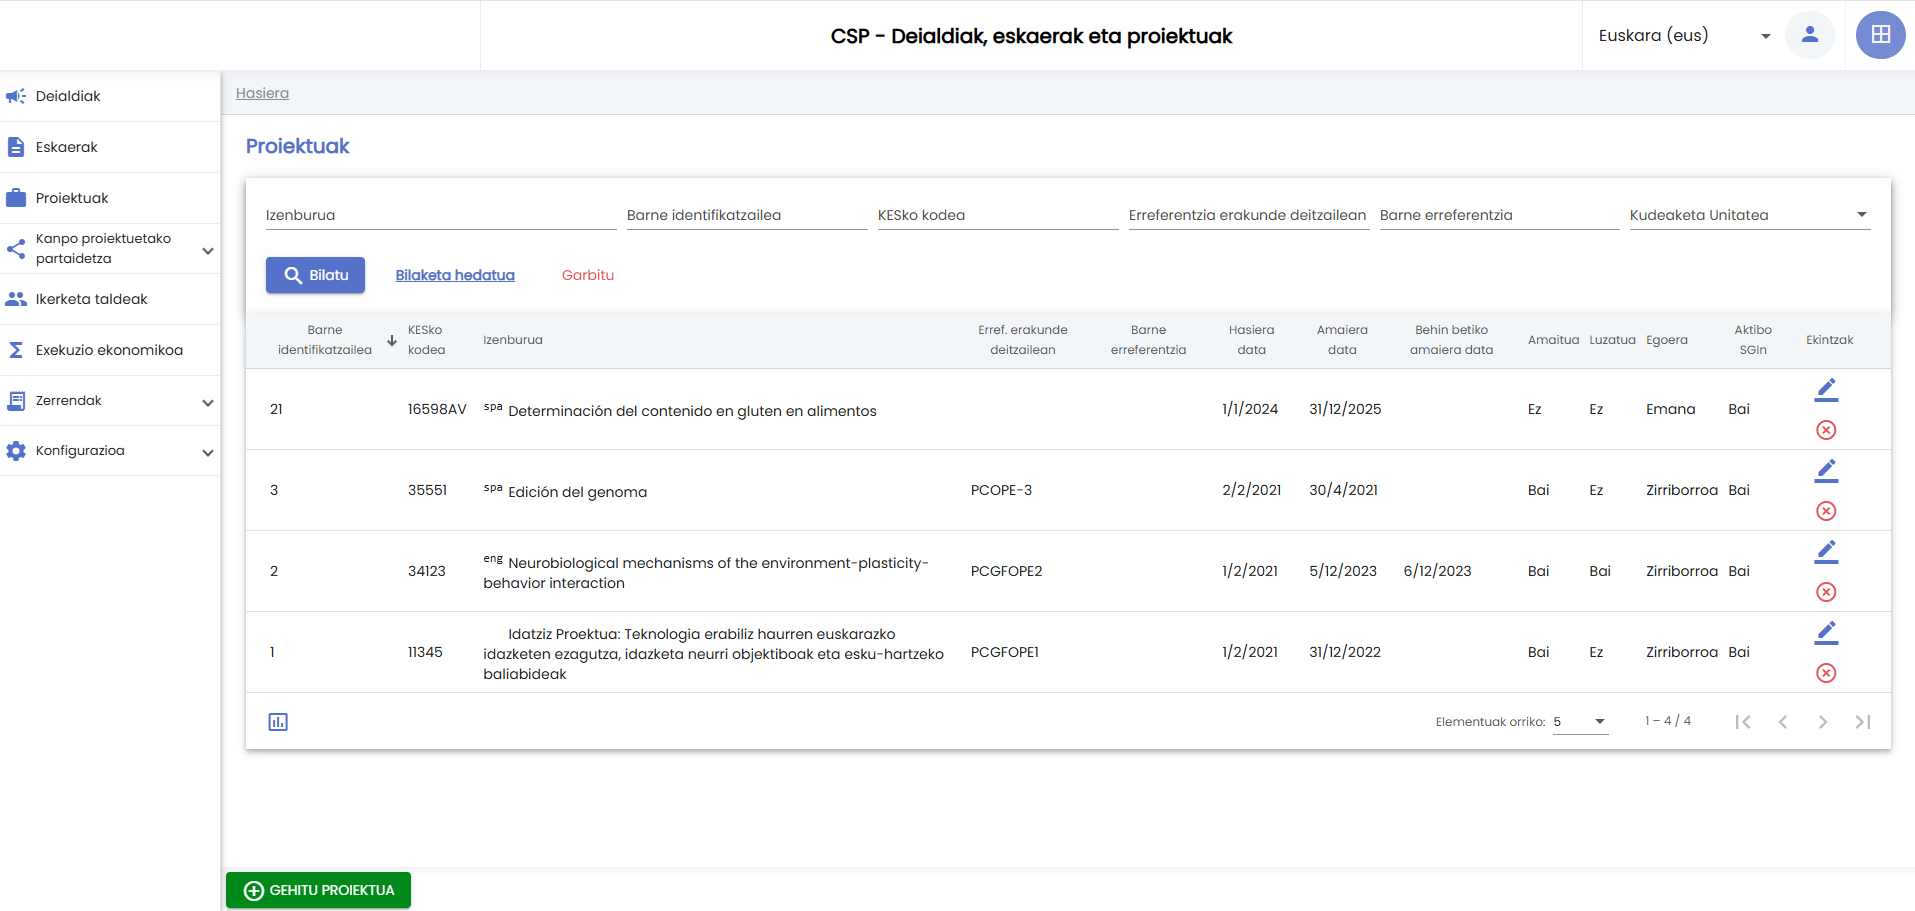 CSP - Deialdiak, eskaerak eta proiektuak
Euskara (eus)
Deialdiak
Eskaerak
Proiektuak
Kanpo proiektuetako
partaidetza
Ikerketa taldeak
Exekuzio ekonomikoa
Zerrendak
Konfigurazioa
Hasiera
Proiektuak
Izenburua Barne identifikatzailea KESko kodea Erreferentzia erakunde deitzailean Barne erreferentzia Kudeaketa Unitatea
Bilatu Bilaketa hedatua Garbitu
Barne identifikatzailea KESko kodea Izenburua Erref. erakunde deitzailean Barne erreferentzia Hasiera data Amaiera data Behin betiko amaiera data Amaitua Luzatua Egoera Aktibo SGIn Ekintzak
21 16598AV spa Determinación del contenido en gluten en alimentos 1/1/2024 31/12/2025 Ez Ez Emana Bai
3 35551 spa Edición del genoma PCOPE-3 2/2/2021 30/4/2021 Bai Ez Zirriborroa Bai
2 34123 eng Neurobiological mechanisms of the environment-plasticity-
behavior interaction PCGFOPE2 1/2/2021 5/12/2023 6/12/2023 Bai Bai Zirriborroa Bai
1 11345 Idatziz Proektua: Teknologia erabiliz haurren euskarazko
idazketen ezagutza, idazketa neurri objektiboak eta esku-hartzeko
baliabideak PCGFOPE1 1/2/2021 31/12/2022 Bai Ez Zirriborroa Bai
Elementuak orriko: 5 1 – 4 / 4
GEHITU PROIEKTUA